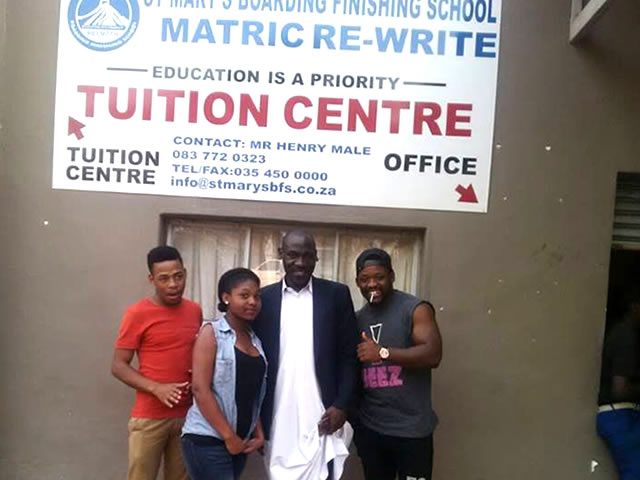 ST MARY'S BOARDING FINISHING SCHOOL
MATRIC RE-WRITE
EDUCATION IS A PRIORITY
TUITION CENTRE
TUITION
CENTRE
CONTACT: MR HENRY MALE
083 772 0323
TEL/FAX:035 450 0000
info@stmarysbfs.co.za
OFFICE
BEEZ